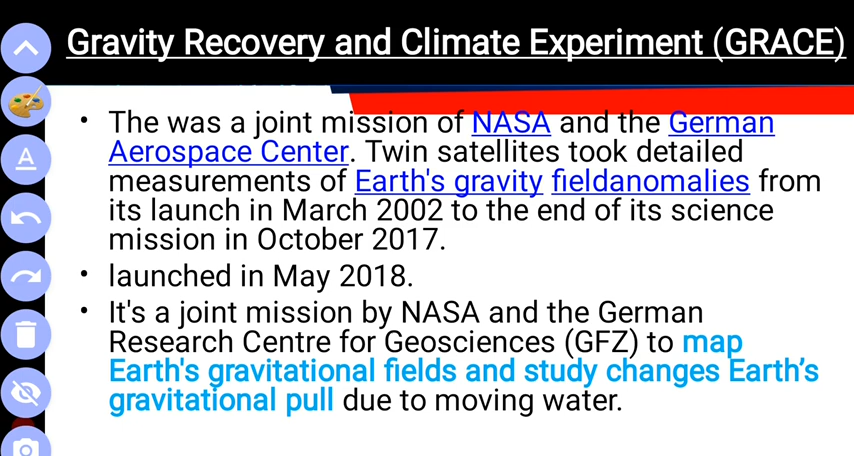 Gravity Recovery and Climate Experiment (GRACE)
• The was a joint mission of NASA and the German
Aerospace Center. Twin satellites took detailed
measurements of Earth's gravity fieldanomalies from
its launch in March 2002 to the end of its science
mission in October 2017.
• launched in May 2018.
• It's a joint mission by NASA and the German
Research Centre for Geosciences (GFZ) to map
Earth's gravitational fields and study changes Earth’s
gravitational pull due to moving water.